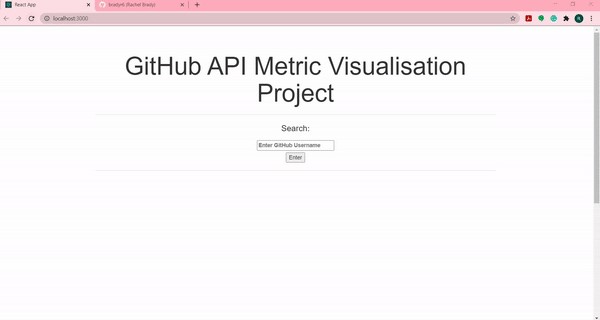 React App
bradyrb (Rachel Brady)
localhost:3000
GitHub API Metric Visualisation
Project
Search:
Enter GitHub Username
Enter